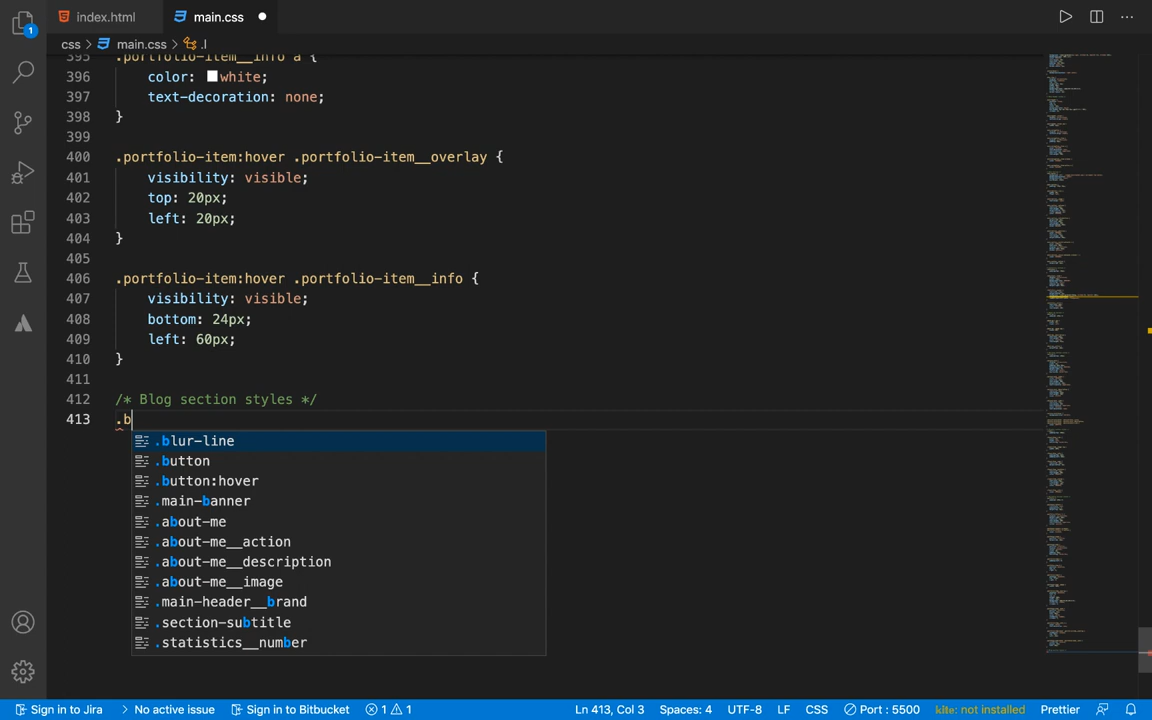 index.html
main.css
css > main.css > .l
1
395 .portfolio-item__info a {
396 color: white;
397 text-decoration: none;
398 }
399
400 .portfolio-item:hover .portfolio-item__overlay {
401 visibility: visible;
402 top: 20px;
403 left: 20px;
404 }
405
406 .portfolio-item:hover .portfolio-item__info {
407 visibility: visible;
408 bottom: 24px;
409 left: 60px;
410 }
411
412 /* Blog section styles */
413 .b
.blur-line
.button
.button:hover
.main-banner
.about-me
.about-me__action
.about-me__description
.about-me__image
.main-header__brand
.section-subtitle
.statistics__number
Sign in to Jira > No active issue Sign in to Bitbucket 1 1 Ln 413, Col 3 Spaces: 4 UTF-8 LF CSS Port : 5500 kite: not installed Prettier